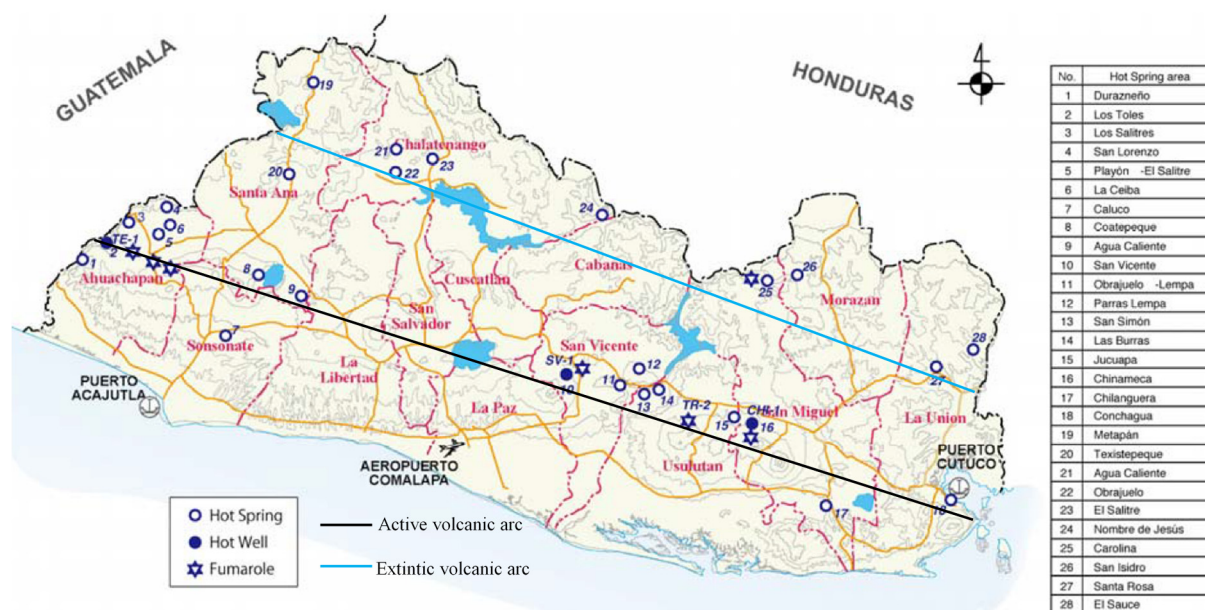 GUATEMALA
HONDURAS
4
19
21
Chalatenango
23
22
20
Santa Ana
24
4
3
6
5
TE-1
2
1
Ahuachapan
8
9
Cuscatlan
Cabanas
25
26
Morazan
San
Salvador
7
Sonsonate
La
Libertad
San Vicente
SV-1
10
12
11
13
14
28
27
PUERTO
ACAJUTLA
La Paz
TR-2
CHI-1
San Miguel
15
16
La Union
Usulutan
AEROPUERTO
COMALAPA
PUERTO
CUTUCO
17
18
Hot Spring
Hot Well
Fumarole
Active volcanic arc
Extintic volcanic arc
No. Hot Spring area
1 Durazneño
2 Los Toles
3 Los Salitres
4 San Lorenzo
5 Playón -El Salitre
6 La Ceiba
7 Caluco
8 Coatepeque
9 Agua Caliente
10 San Vicente
11 Obrajuelo -Lempa
12 Parras Lempa
13 San Simón
14 Las Burras
15 Jucuapa
16 Chinameca
17 Chilanguera
18 Conchagua
19 Metapán
20 Texistepeque
21 Agua Caliente
22 Obrajuelo
23 El Salitre
24 Nombre de Jesús
25 Carolina
26 San Isidro
27 Santa Rosa
28 El Sauce